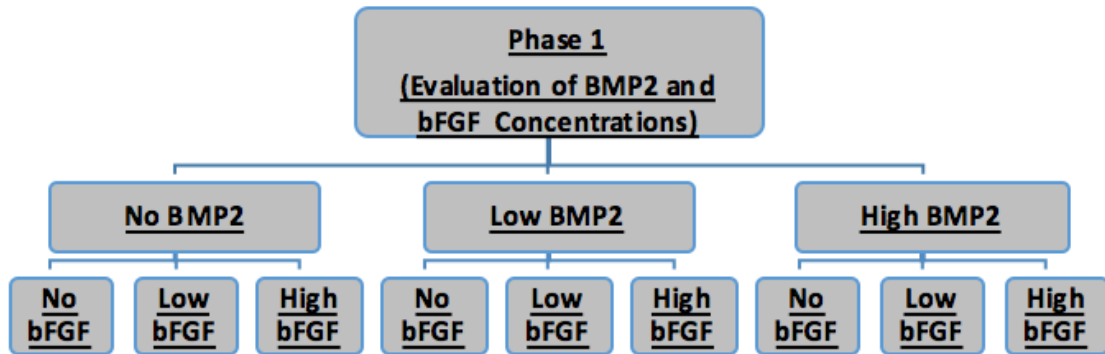 Phase 1
(Evaluation of BMP2 and
bFGF Concentrations)
No BMP2
Low BMP2
High BMP2
No
bFGF
Low
bFGF
High
bFGF
No
bFGF
Low
bFGF
High
bFGF
No
bFGF
Low
bFGF
High
bFGF